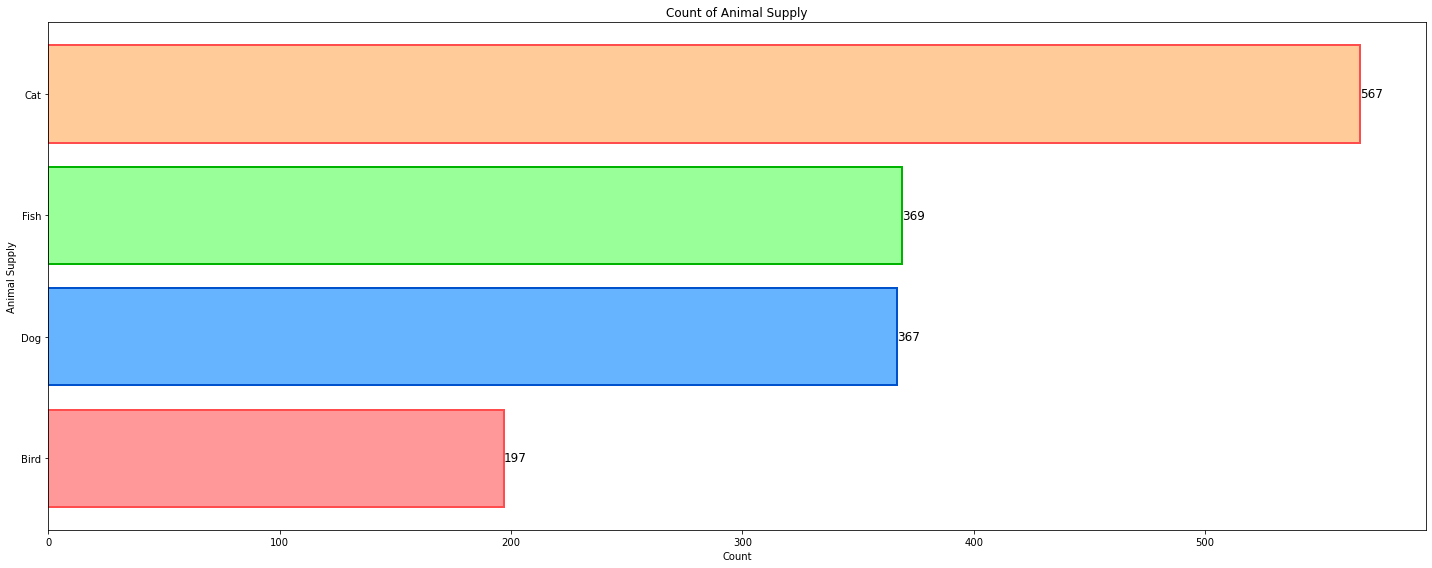 Count of Animal Supply
Cat
567
Fish
369
Dog
367
Bird
197
Animal Supply
0 100 200 300 400 500
Count